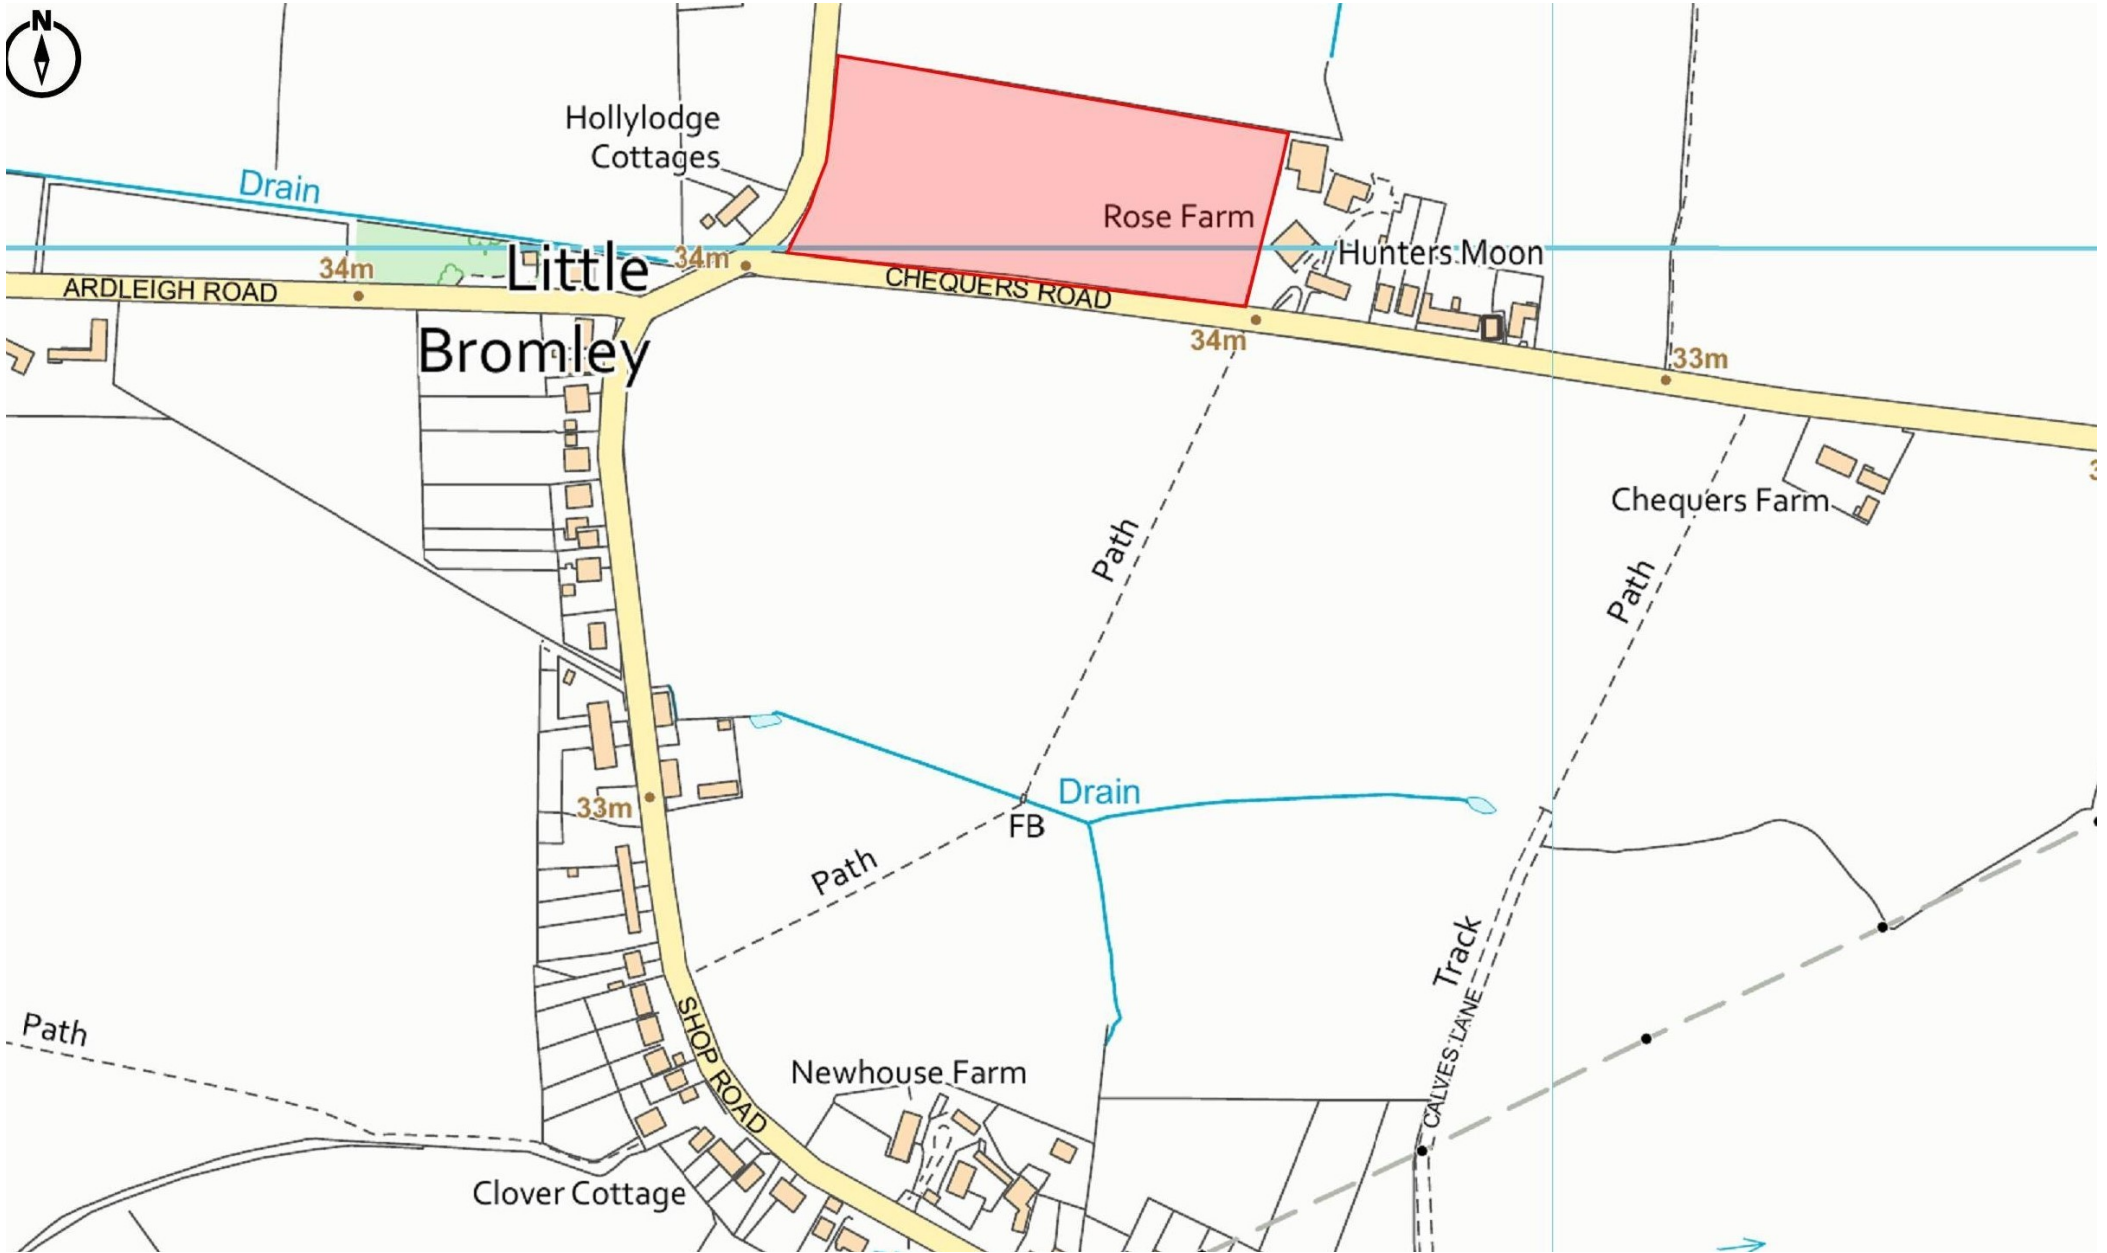 N
Hollylodge
Cottages
Drain
Rose Farm
Hunters Moon
34m
Little
34m
ARDLEIGH ROAD
CHEQUERS ROAD
Bromley
34m
33m
Chequers Farm
Path
Path
33m
Drain
FB
Path
Track
Path
SHOP ROAD
CALVES LANE
Newhouse Farm
Clover Cottage